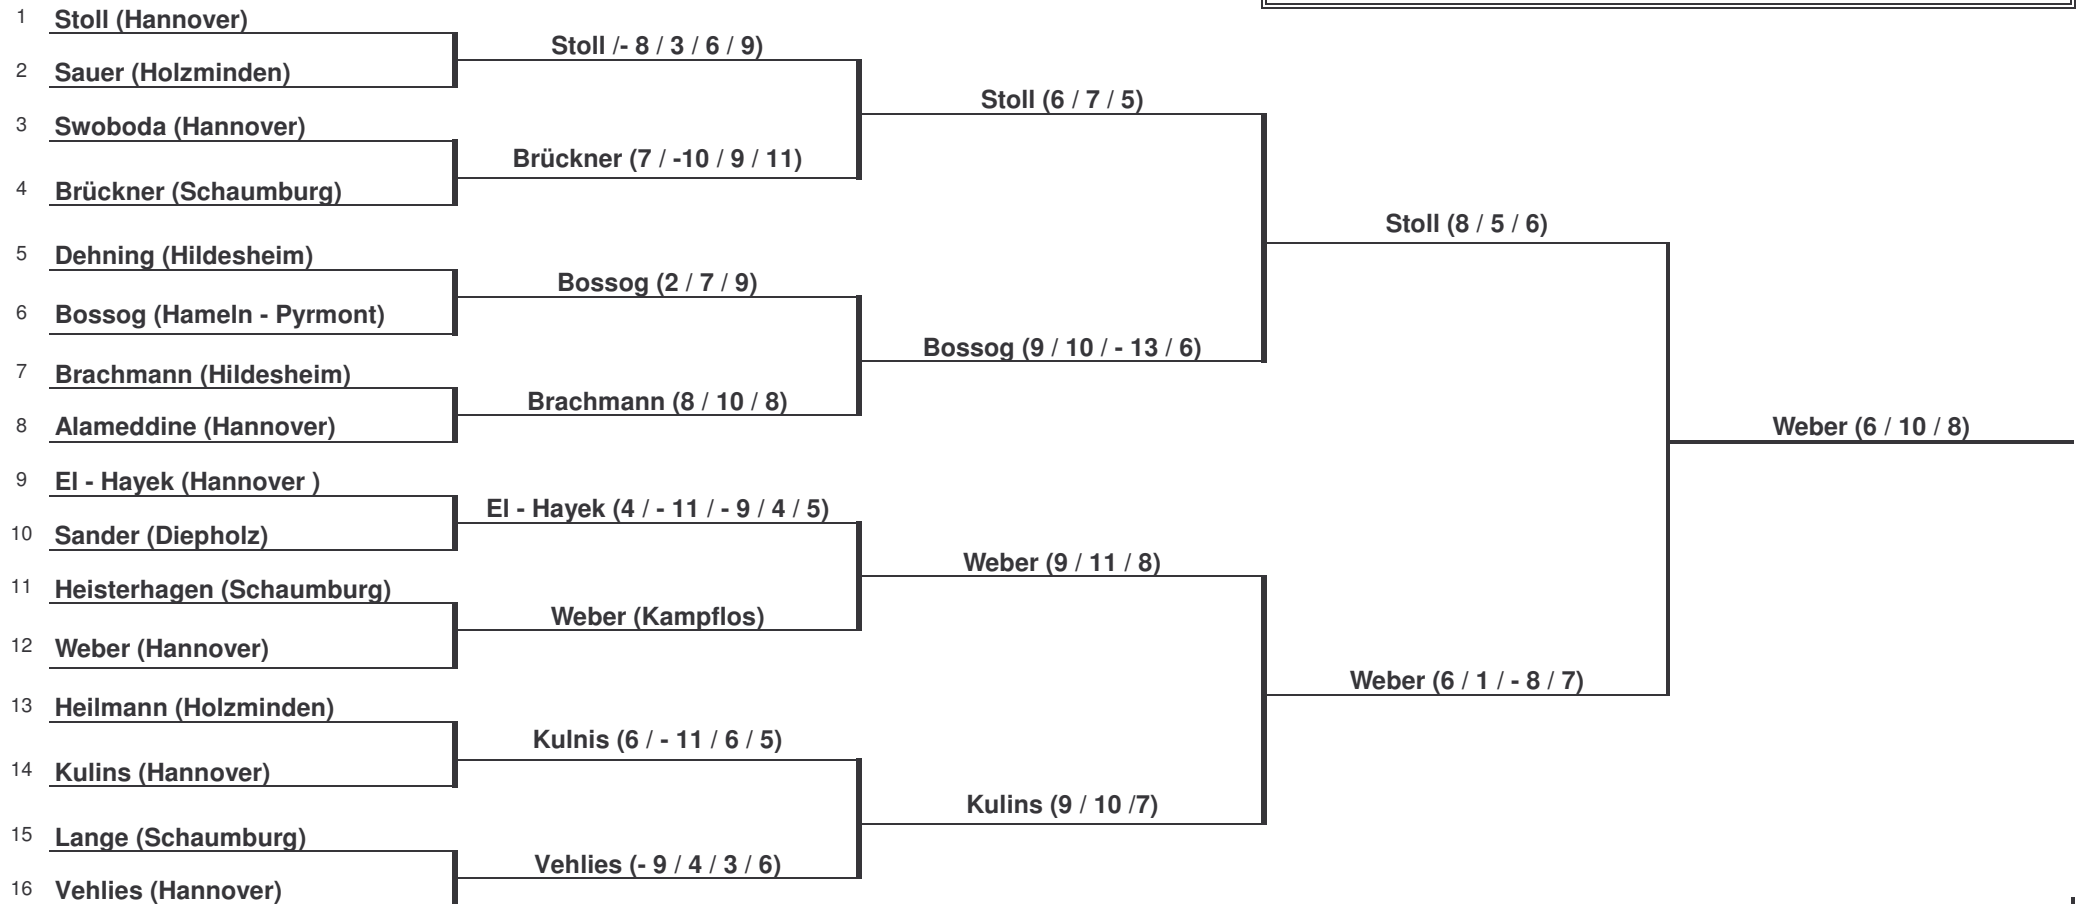 1 Stoll (Hannover)
Stoll /- 8 / 3 / 6 / 9)
2 Sauer (Holzminden)
Stoll (6 / 7 / 5)
3 Swoboda (Hannover)
Brückner (7 / -10 / 9 / 11)
4 Brückner (Schaumburg)
Stoll (8 / 5 / 6)
5 Dehning (Hildesheim)
Bossog (2 / 7 / 9)
6 Bossog (Hameln - Pyrmont)
Bossog (9 / 10 / - 13 / 6)
7 Brachmann (Hildesheim)
Brachmann (8 / 10 / 8)
8 Alameddine (Hannover)
Weber (6 / 10 / 8)
9 El - Hayek (Hannover )
El - Hayek (4 / - 11 / - 9 / 4 / 5)
10 Sander (Diepholz)
Weber (9 / 11 / 8)
11 Heisterhagen (Schaumburg)
Weber (Kampflos)
12 Weber (Hannover)
Weber (6 / 1 / - 8 / 7)
13 Heilmann (Holzminden)
Kulnis (6 / - 11 / 6 / 5)
14 Kulins (Hannover)
Kulins (9 / 10 /7)
15 Lange (Schaumburg)
Vehlies (- 9 / 4 / 3 / 6)
16 Vehlies (Hannover)